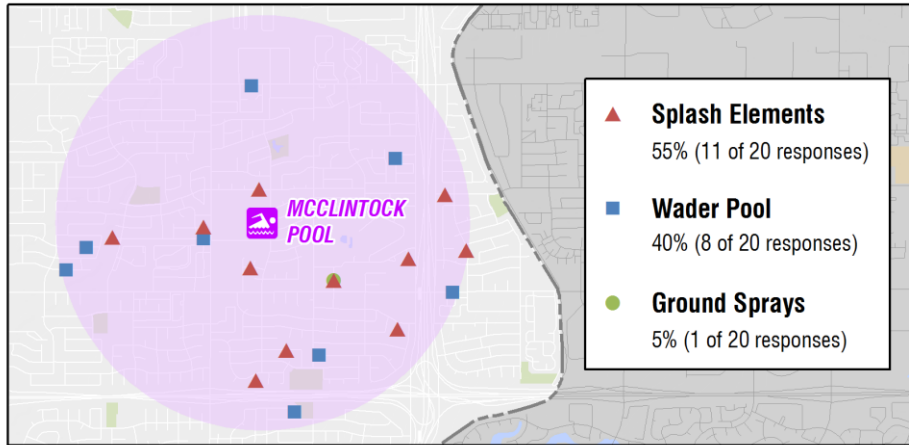 MCCLINTOCK
POOL
Splash Elements
55% (11 of 20 responses)
Wader Pool
40% (8 of 20 responses)
Ground Sprays
5% (1 of 20 responses)